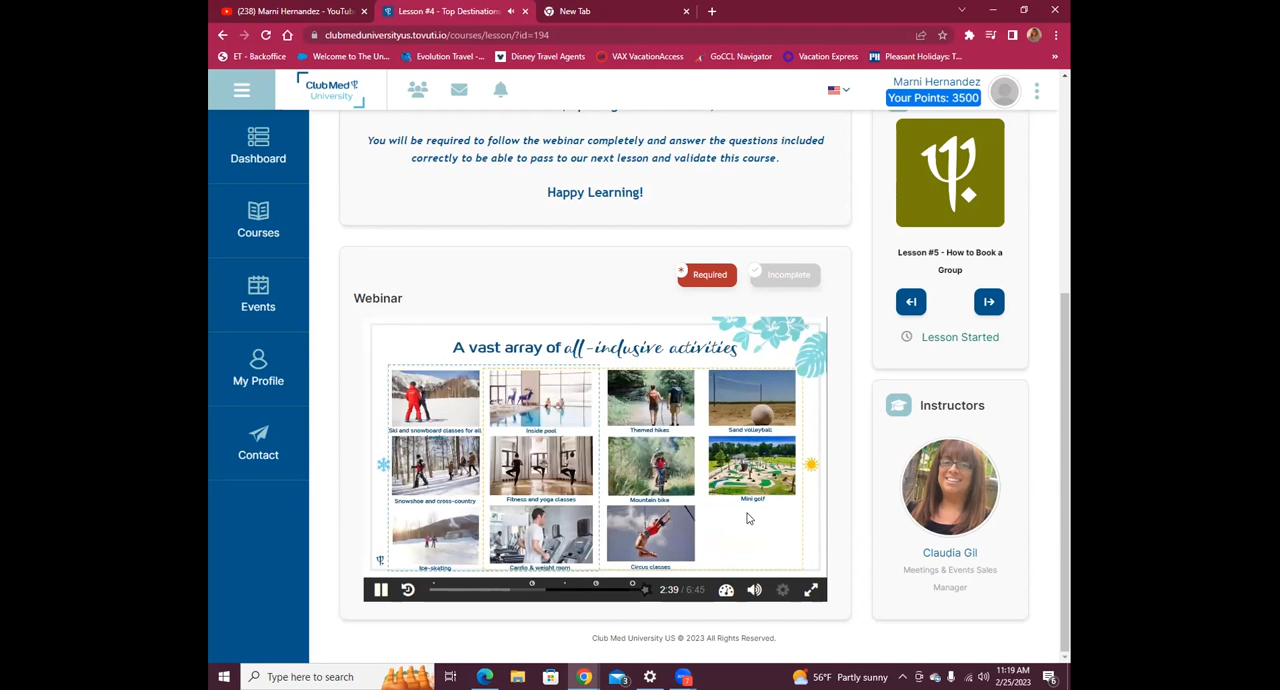 (238) Marni Hernandez - YouTube
Lesson #4 - Top Destination
New Tab
clubmeduniversityus.tovuti.io/courses/lesson/?id=194
ET - Backoffice
Welcome to The Un...
Evolution Travel -...
Disney Travel Agents
VAX VacationAccess
GoCCL Navigator
Vacation Express
Pleasant Holidays: T...
Club Med
University
Marni Hernandez
Your Points: 3500
Dashboard
Courses
Events
My Profile
Contact
You will be required to follow the webinar completely and answer the questions included
correctly to be able to pass to our next lesson and validate this course.
Happy Learning!
Required
Incomplete
Webinar
A vast array of all-inclusive activities
Ski and snowboard classes for all
Inside pool
Themed hikes
Sand volleyball
Snowshoe and cross-country
Fitness and yoga classes
Mountain bike
Mini golf
Ice-skating
Cardio & weight room
Circus classes
2:39 / 6:45
Lesson #5 - How to Book a
Group
Lesson Started
Instructors
Claudia Gil
Meetings & Events Sales
Manager
Club Med University US © 2023 All Rights Reserved.
Type here to search
56°F Partly sunny
11:19 AM
2/25/2023